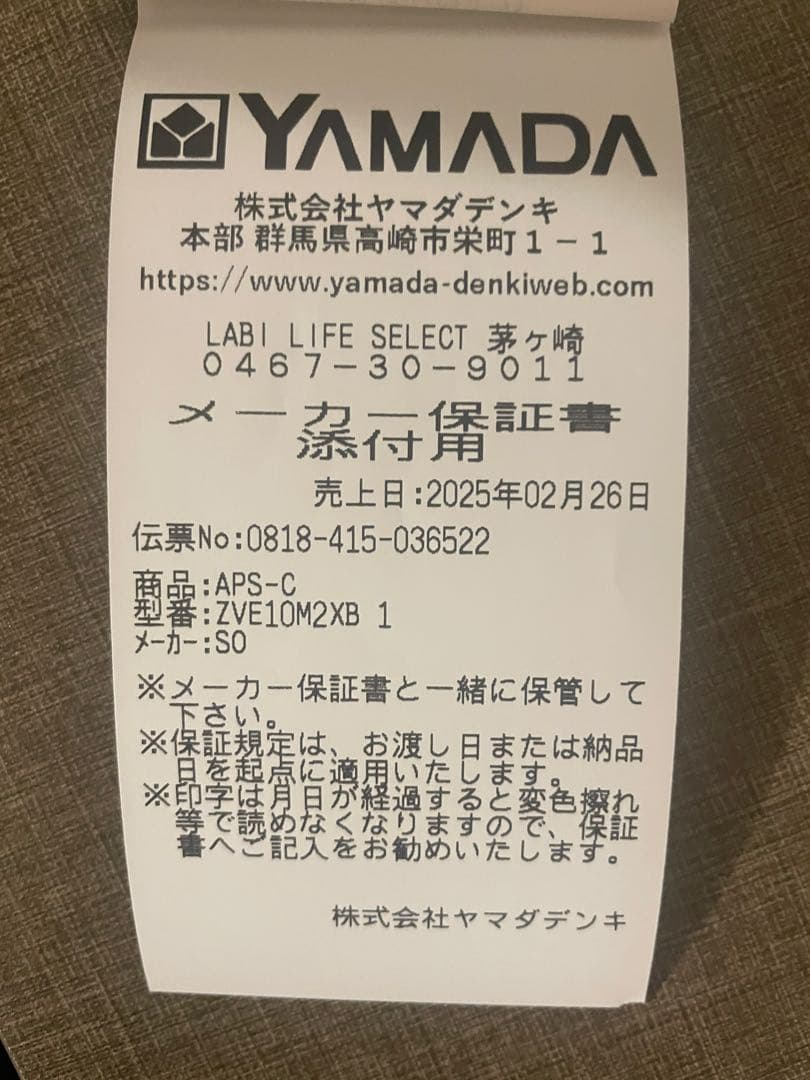 YAMADA
株式会社ヤマダデンキ
本部 群馬県高崎市栄町1－1
https://www.yamada-denkiweb.com
LABI LIFE SELECT 茅ヶ崎
0467－30－9011
メーカー保証書
添付用
売上日:2025年02月26日
伝票No:0818-415-036522
商品:APS-C
型番:ZVE10M2XB 1
ﾒｰｶｰ:SO
※メーカー保証書と一緒に保管して
下さい。
※保証規定は、お渡し日または納品
日を起点に適用いたします。
※印字は月日が経過すると変色擦れ
等で読めなくなりますので、保証
書へご記入をお勧めいたします。
株式会社ヤマダデンキ